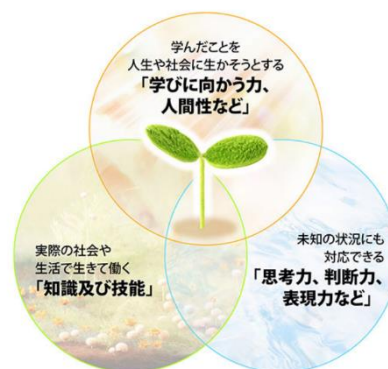 学んだことを
人生や社会に生かそうとする
「学びに向かう力、
人間性など」
実際の社会や
生活で生きて働く
「知識及び技能」
未知の状況にも
対応できる
「思考力、判断力、
表現力など」